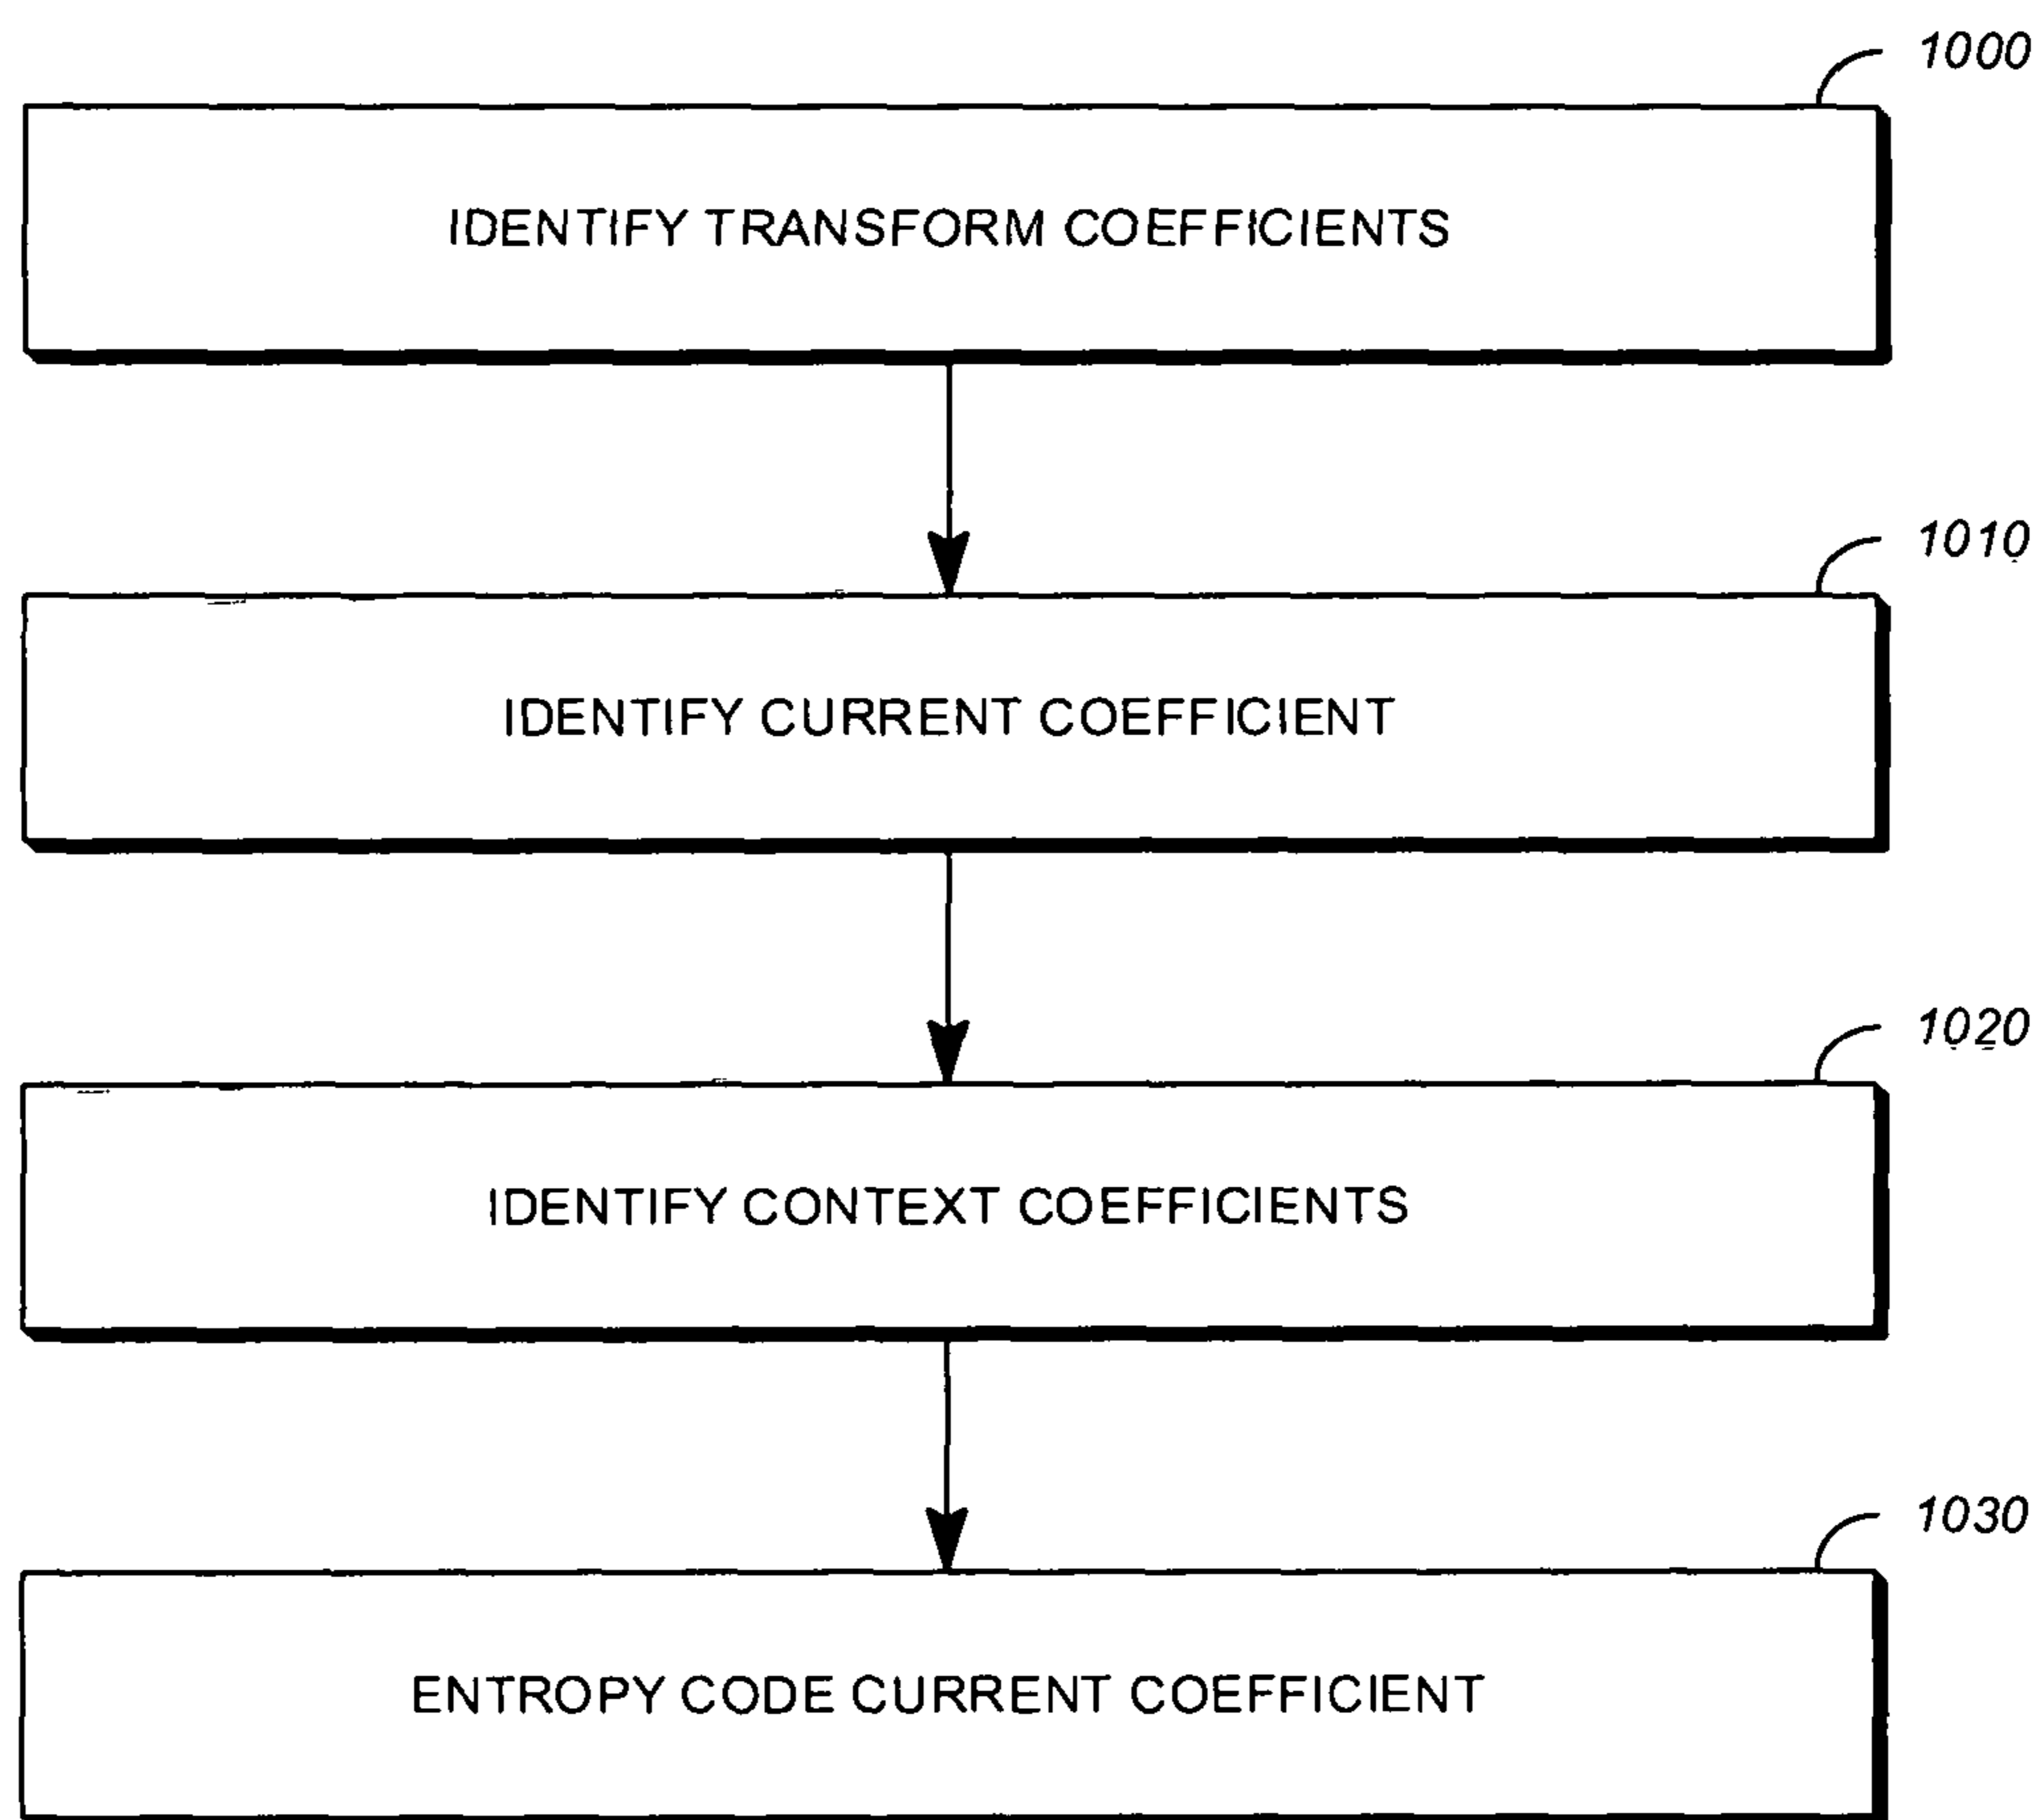 1000
IDENTIFY TRANSFORM COEFFICIENTS
1010
IDENTIFY CURRENT COEFFICIENT
1020
IDENTIFY CONTEXT COEFFICIENTS
1030
ENTROPY CODE CURRENT COEFFICIENT